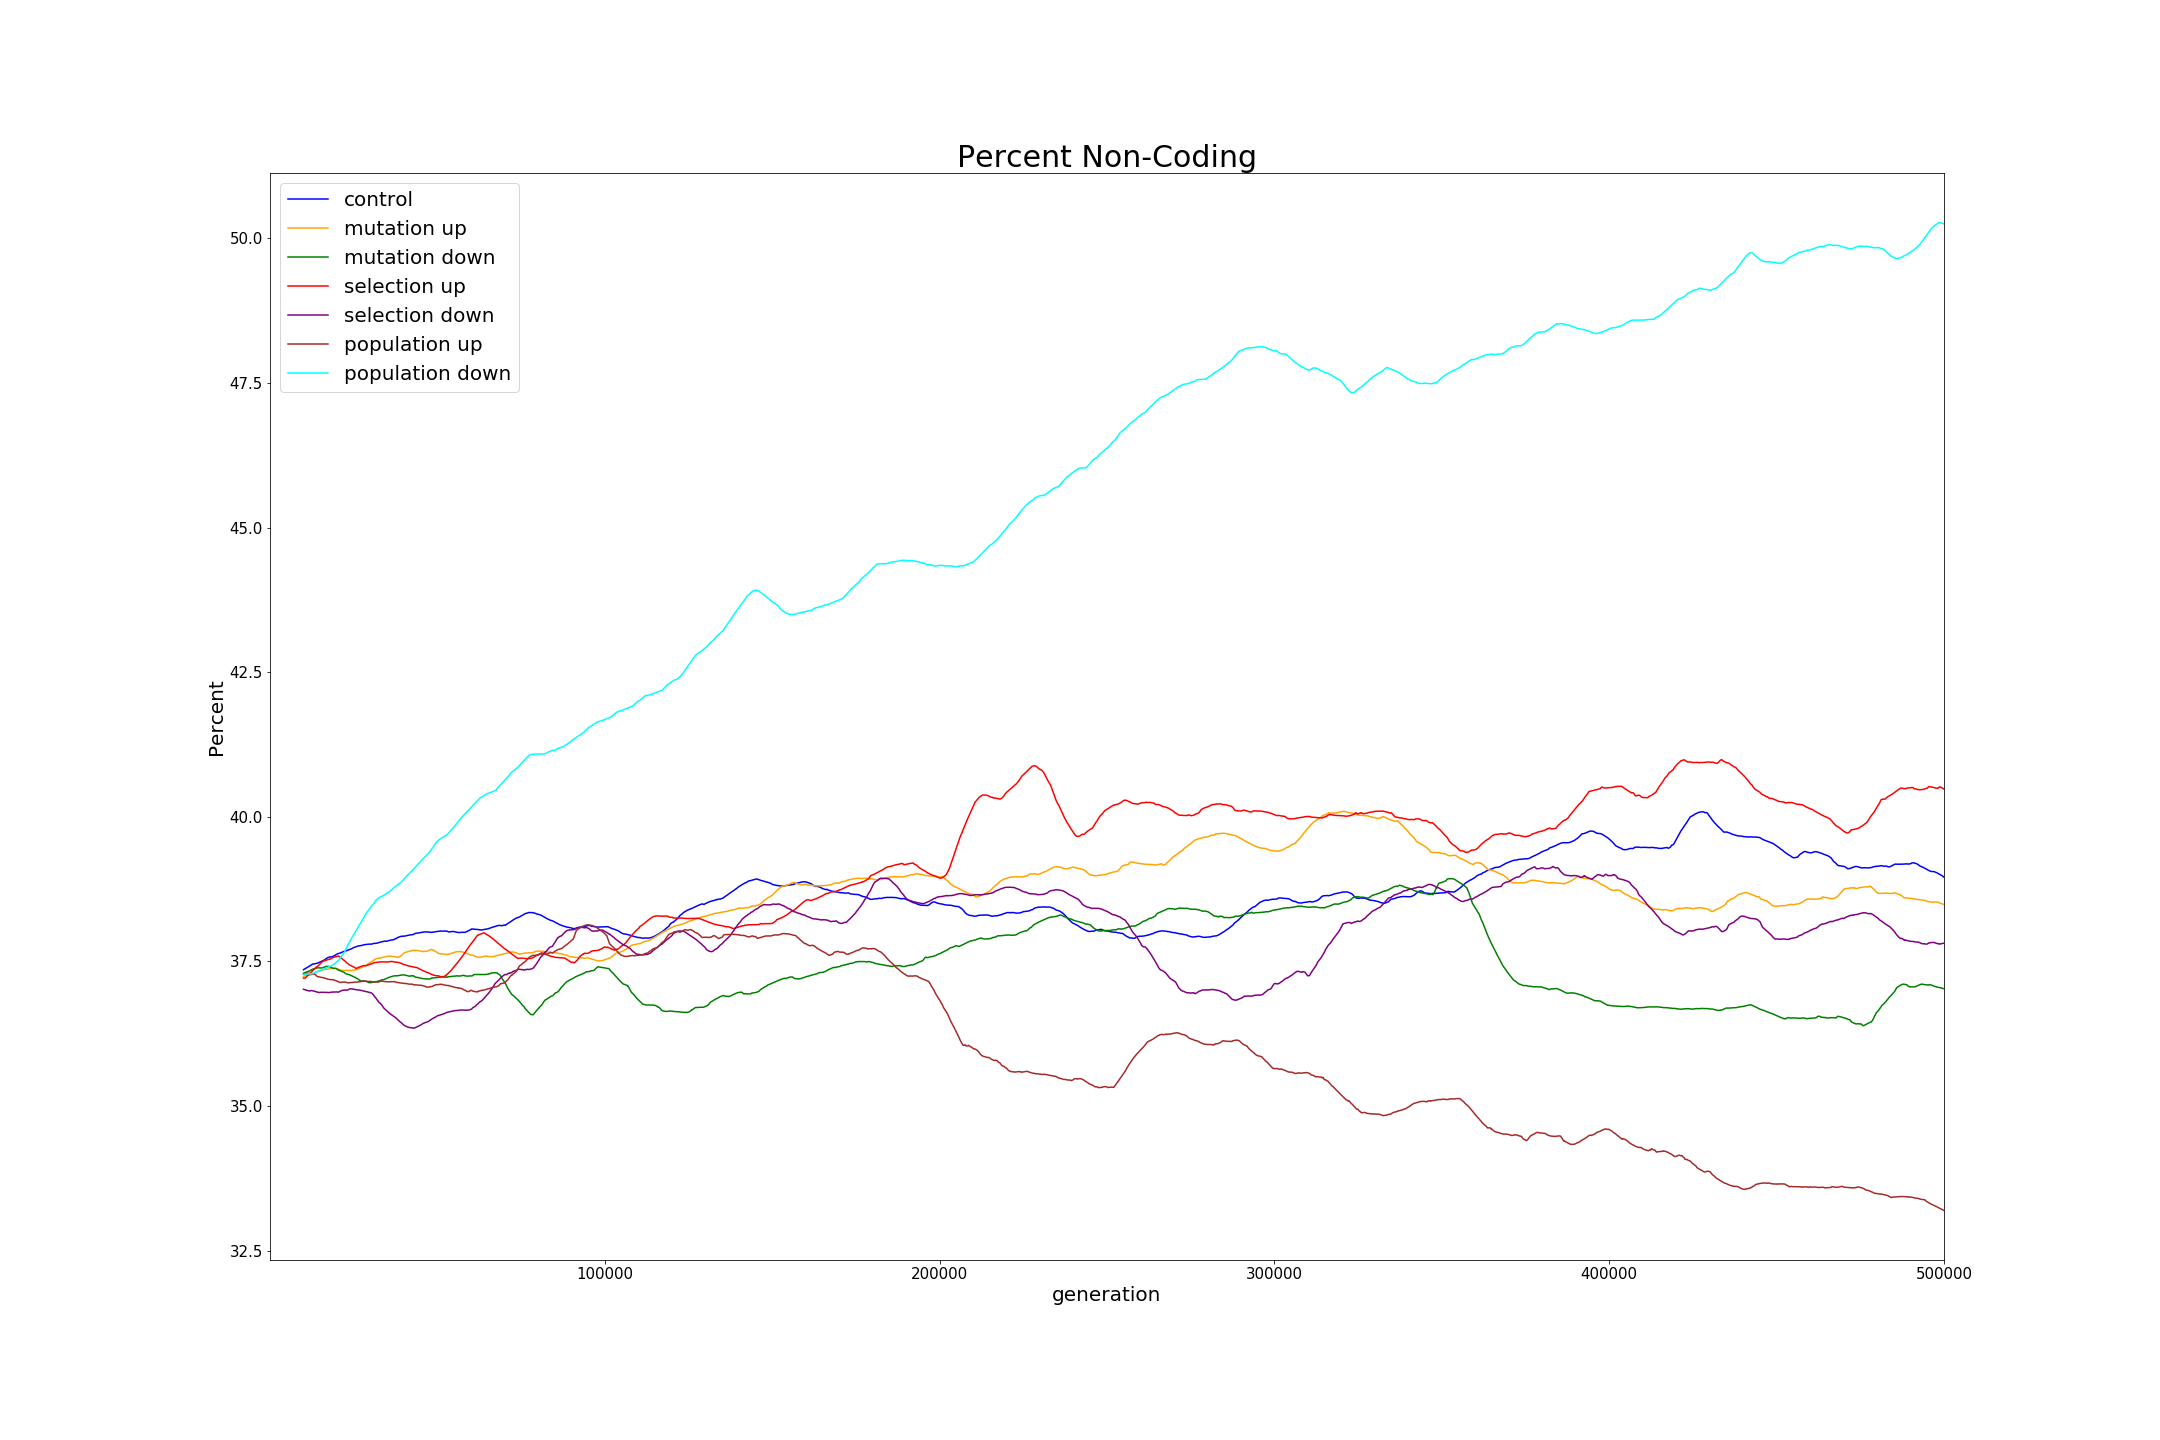 Percent Non-Coding
control
mutation up
mutation down
selection up
selection down
population up
population down
50.0
47.5
45.0
42.5
40.0
37.5
35.0
32.5
Percent
100000 200000 300000 400000 500000
generation